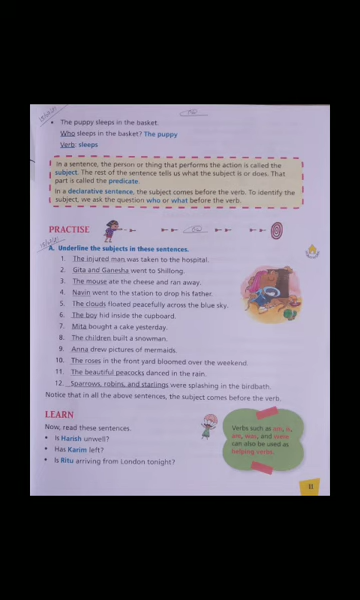 • The puppy sleeps in the basket.
Who sleeps in the basket? The puppy
Verb: sleeps
In a sentence, the person or thing that performs the action is called the
subject. The rest of the sentence tells us what the subject is or does. That
part is called the predicate.
In a declarative sentence, the subject comes before the verb. To identify the
subject, we ask the question who or what before the verb.
PRACTISE
A. Underline the subjects in these sentences.
1. The injured man was taken to the hospital.
2. Gita and Ganesha went to Shillong.
3. The mouse ate the cheese and ran away.
4. Navin went to the station to drop his father.
5. The clouds floated peacefully across the blue sky.
6. The boy hid inside the cupboard.
7. Mita bought a cake yesterday.
8. The children built a snowman.
9. Anna drew pictures of mermaids.
10. The roses in the front yard bloomed over the weekend.
11. The beautiful peacocks danced in the rain.
12. Sparrows, robins, and starlings were splashing in the birdbath.
Notice that in all the above sentences, the subject comes before the verb.
LEARN
Now, read these sentences.
• Is Harish unwell?
• Has Karim left?
• Is Ritu arriving from London tonight?
Verbs such as am, is,
are, was, and were
can also be used as
helping verbs.
11